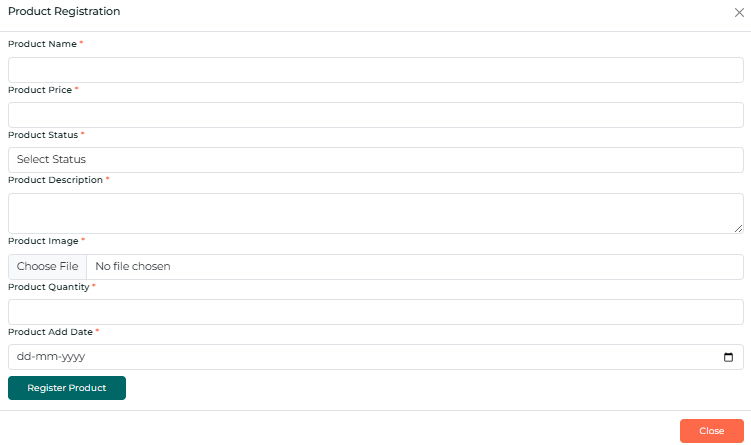 Product Registration
Product Name *
Product Price *
Product Status *
Select Status
Product Description *
Product Image *
Choose File No file chosen
Product Quantity *
Product Add Date *
dd-mm-yyyy
Register Product
Close